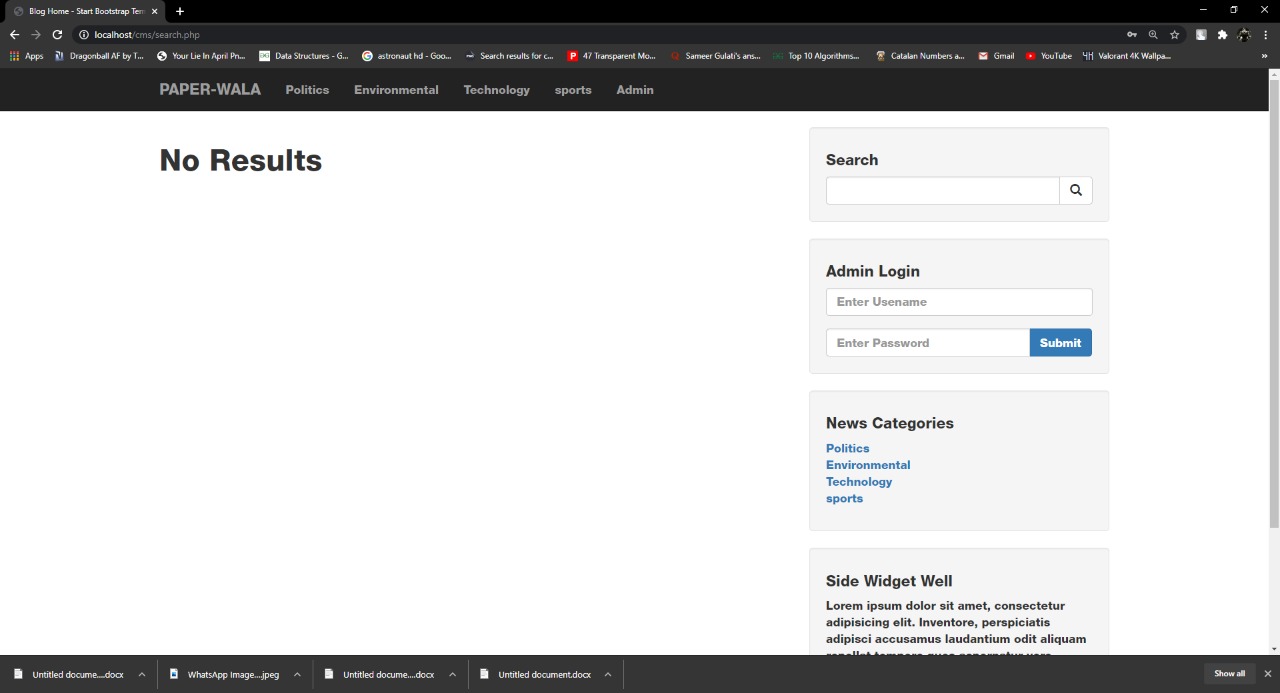 Blog Home - Start Bootstrap Tem
localhost/cms/search.php
Apps
Dragonball AF by T...
Your Lie In April Pn...
Data Structures - G...
astronaut hd - Goo...
Search results for c...
47 Transparent Mo...
Sameer Gulati's ans...
Top 10 Algorithms...
Catalan Numbers a...
Gmail
YouTube
Valorant 4K Wallpa...
»
PAPER-WALA Politics Environmental Technology sports Admin
No Results
Search
Admin Login
Enter Usename
Enter Password Submit
News Categories
Politics
Environmental
Technology
sports
Side Widget Well
Lorem ipsum dolor sit amet, consectetur
adipisicing elit. Inventore, perspiciatis
adipisci accusamus laudantium odit aliquam
Untitled docume....docx
WhatsApp Image....jpeg
Untitled docume....docx
Untitled document.docx
Show all